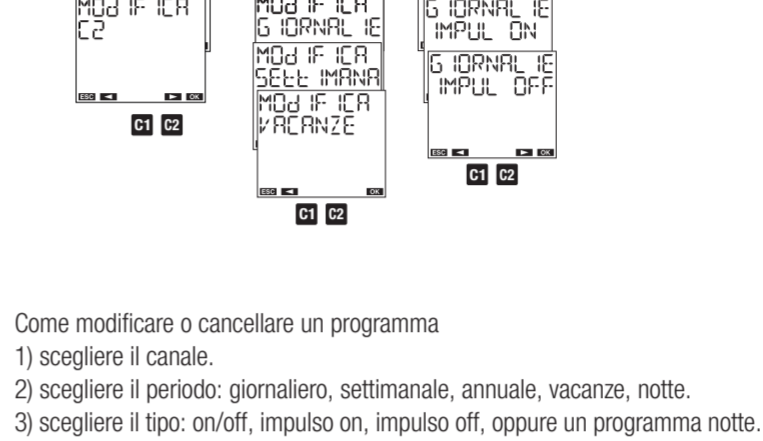 MOdIFICA
C2
ESC OK
C1 C2
MOdIFICA
GIORNALIE
MOdIFICA
SEttIMANA
MOdIFICA
VACANZE
ESC OK
C1 C2
GIORNALIE
IMPUL ON
GIORNALIE
IMPUL OFF
ESC OK
C1 C2
Come modificare o cancellare un programma
1) scegliere il canale.
2) scegliere il periodo: giornaliero, settimanale, annuale, vacanze, notte.
3) scegliere il tipo: on/off, impulso on, impulso off, oppure un programma notte.